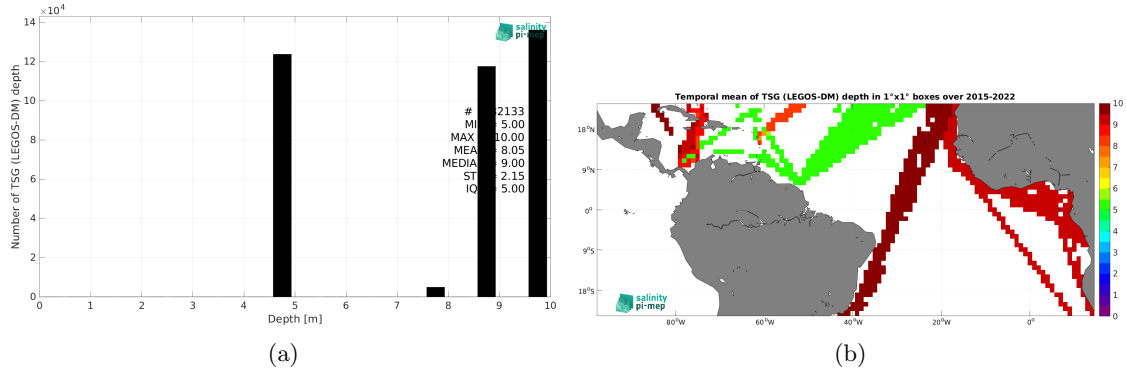 ×10^4
14
12
10
8
6
4
2
0
Number of TSG (LEGOS-DM) depth
salinity
pi-mep
2133
MI 5.00
MAX 10.00
MEA = 8.05
MEDIA = 9.00
ST = 2.15
IQ = 5.00
0 1 2 3 4 5 6 7 8 9 10
Depth [m]
(a)
Temporal mean of TSG (LEGOS-DM) depth in 1°x1° boxes over 2015-2022
18°N
9°N
0°
9°S
18°S
80°W 60°W 40°W 20°W 0°
10
9
8
7
6
5
4
3
2
1
0
salinity
pi-mep
(b)